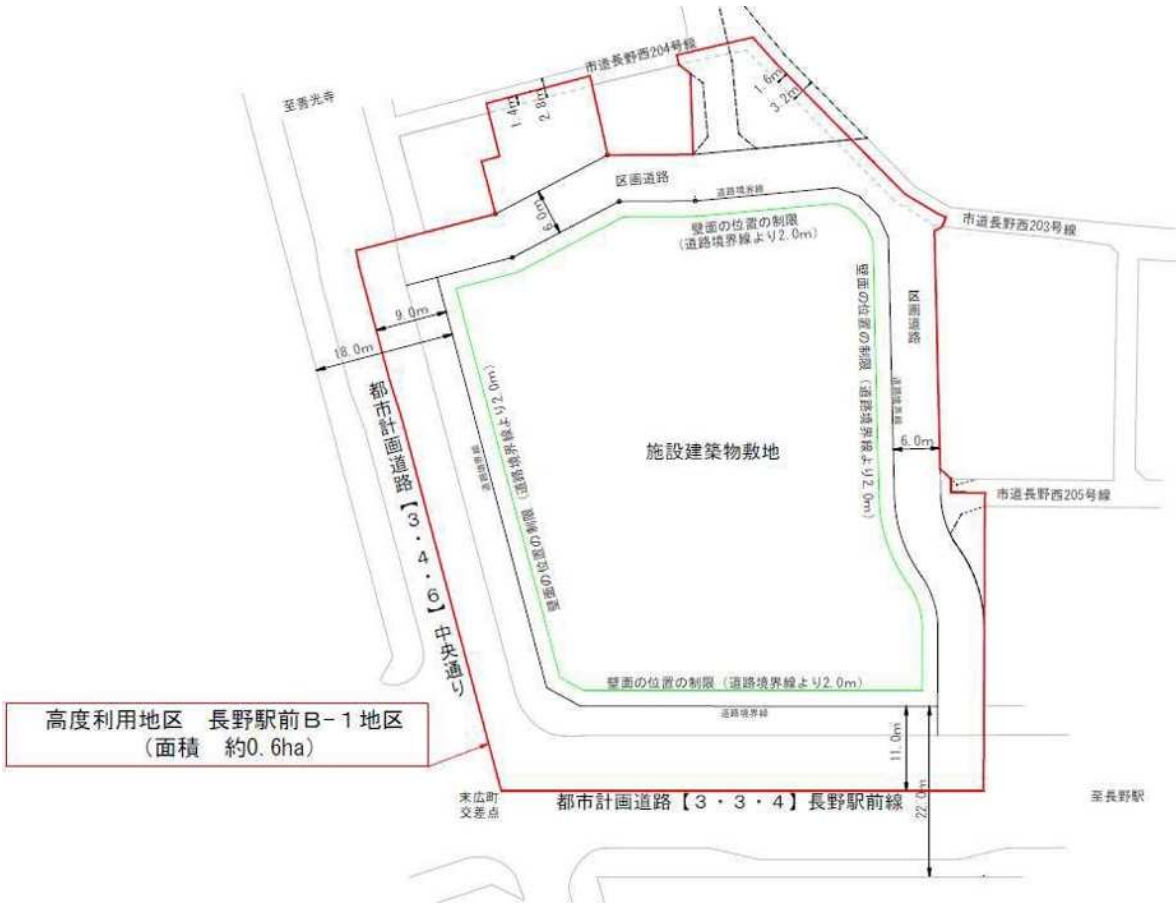 市道長野西204号線
至善光寺
1.4m
2.8m
1.6m
3.2m
区画道路
道路境界線
6.0m
壁面の位置の制限
(道路境界線より2.0m)
市道長野西203号線
9.0m
18.0m
都市計画道路【3・4・6】中央通り
道路境界線
壁面の位置の制限(道路境界線より2.0m)
施設建築物敷地
壁面の位置の制限(道路境界線より2.0m)
区画道路
道路境界線
6.0m
市道長野西205号線
壁面の位置の制限(道路境界線より2.0m)
道路境界線
高度利用地区 長野駅前B-1地区
(面積 約0.6ha)
11.0m
22.0m
末広町
交差点
都市計画道路【3・3・4】長野駅前線
至長野駅